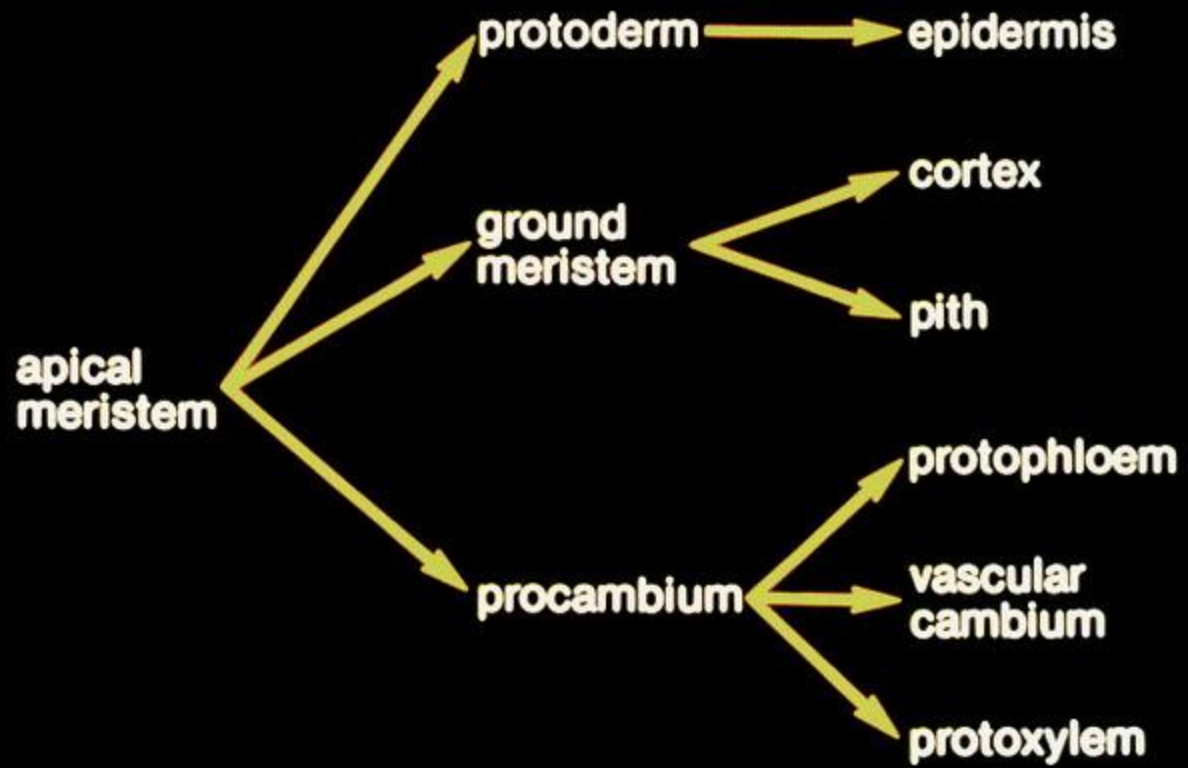 protoderm
epidermis
cortex
ground
meristem
pith
apical
meristem
protophloem
procambium
vascular
cambium
protoxylem